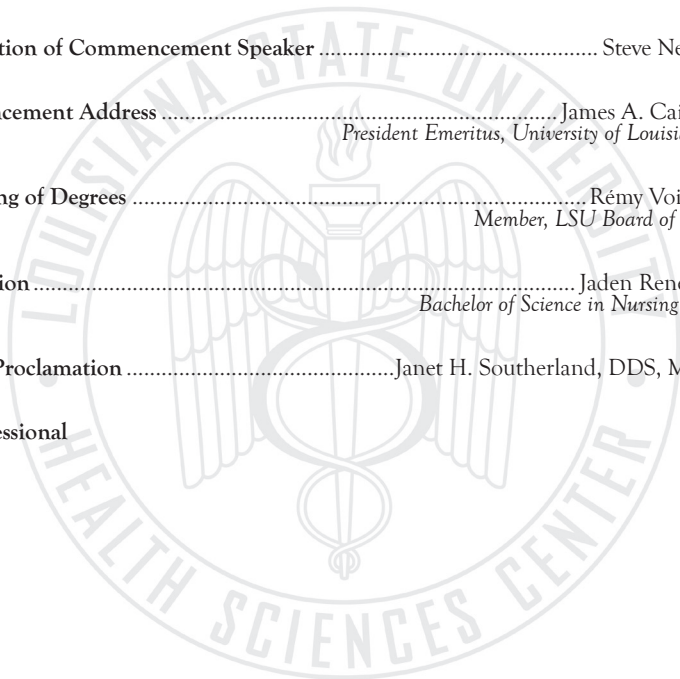 tion of Commencement Speaker ............................................ Steve Ne
cement Address .............................................................. James A. Cai
President Emeritus, University of Louisi
ng of Degrees ....................................................................... Rémy Voi
Member, LSU Board of
ion ..................................................................................... Jaden Rene
Bachelor of Science in Nursing
Proclamation .......................................... Janet H. Southerland, DDS, M
essional
LOUISIANA STATE UNIVERSITY
HEALTH SCIENCES CENTER